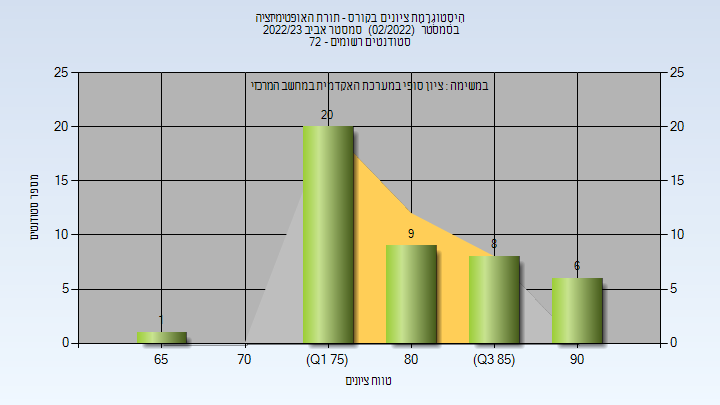 היסטוגרמת ציונים בקורס - תורת האופטימיזציה
בסמסטר (02/2022) סמסטר אביב 2022/23
סטודנטים רשומים - 72
במשימה : ציון סופי במערכת האקדמית במחשב המרכזי
25
20
15
10
5
0
25
20
15
10
5
0
מספר סטודנטים
1
20
9
8
6
65
70
(Q1 75)
80
(Q3 85)
90
טווח ציונים